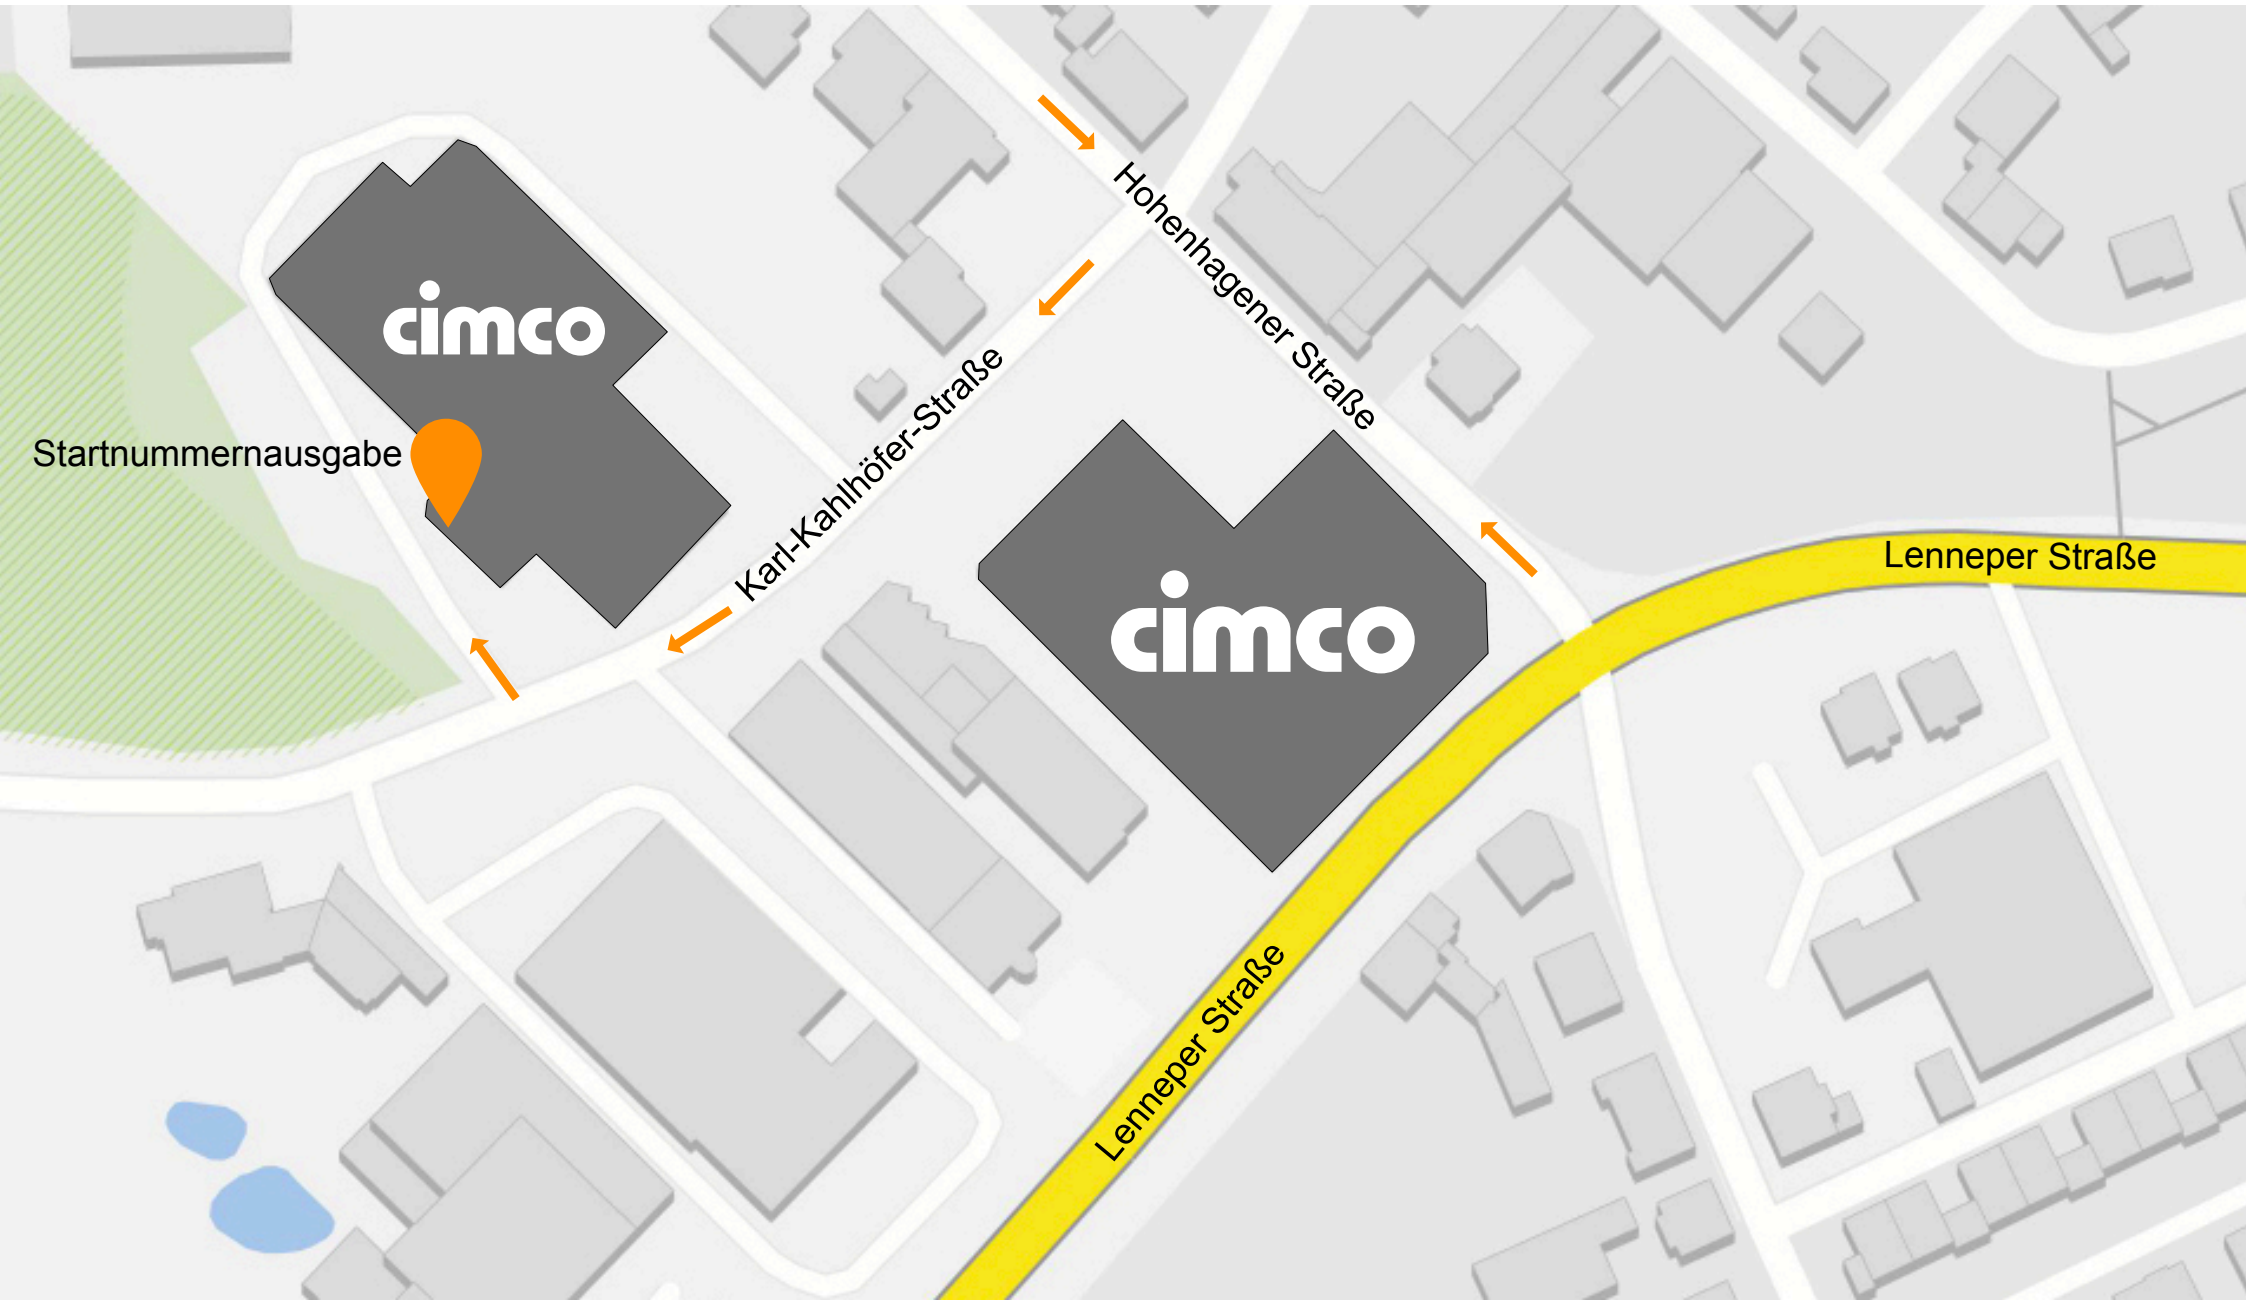 Hohenhagener Straße
cimco
Karl-Kahlhöfer-Straße
Startnummernausgabe
Lenneper Straße
cimco
Lenneper Straße